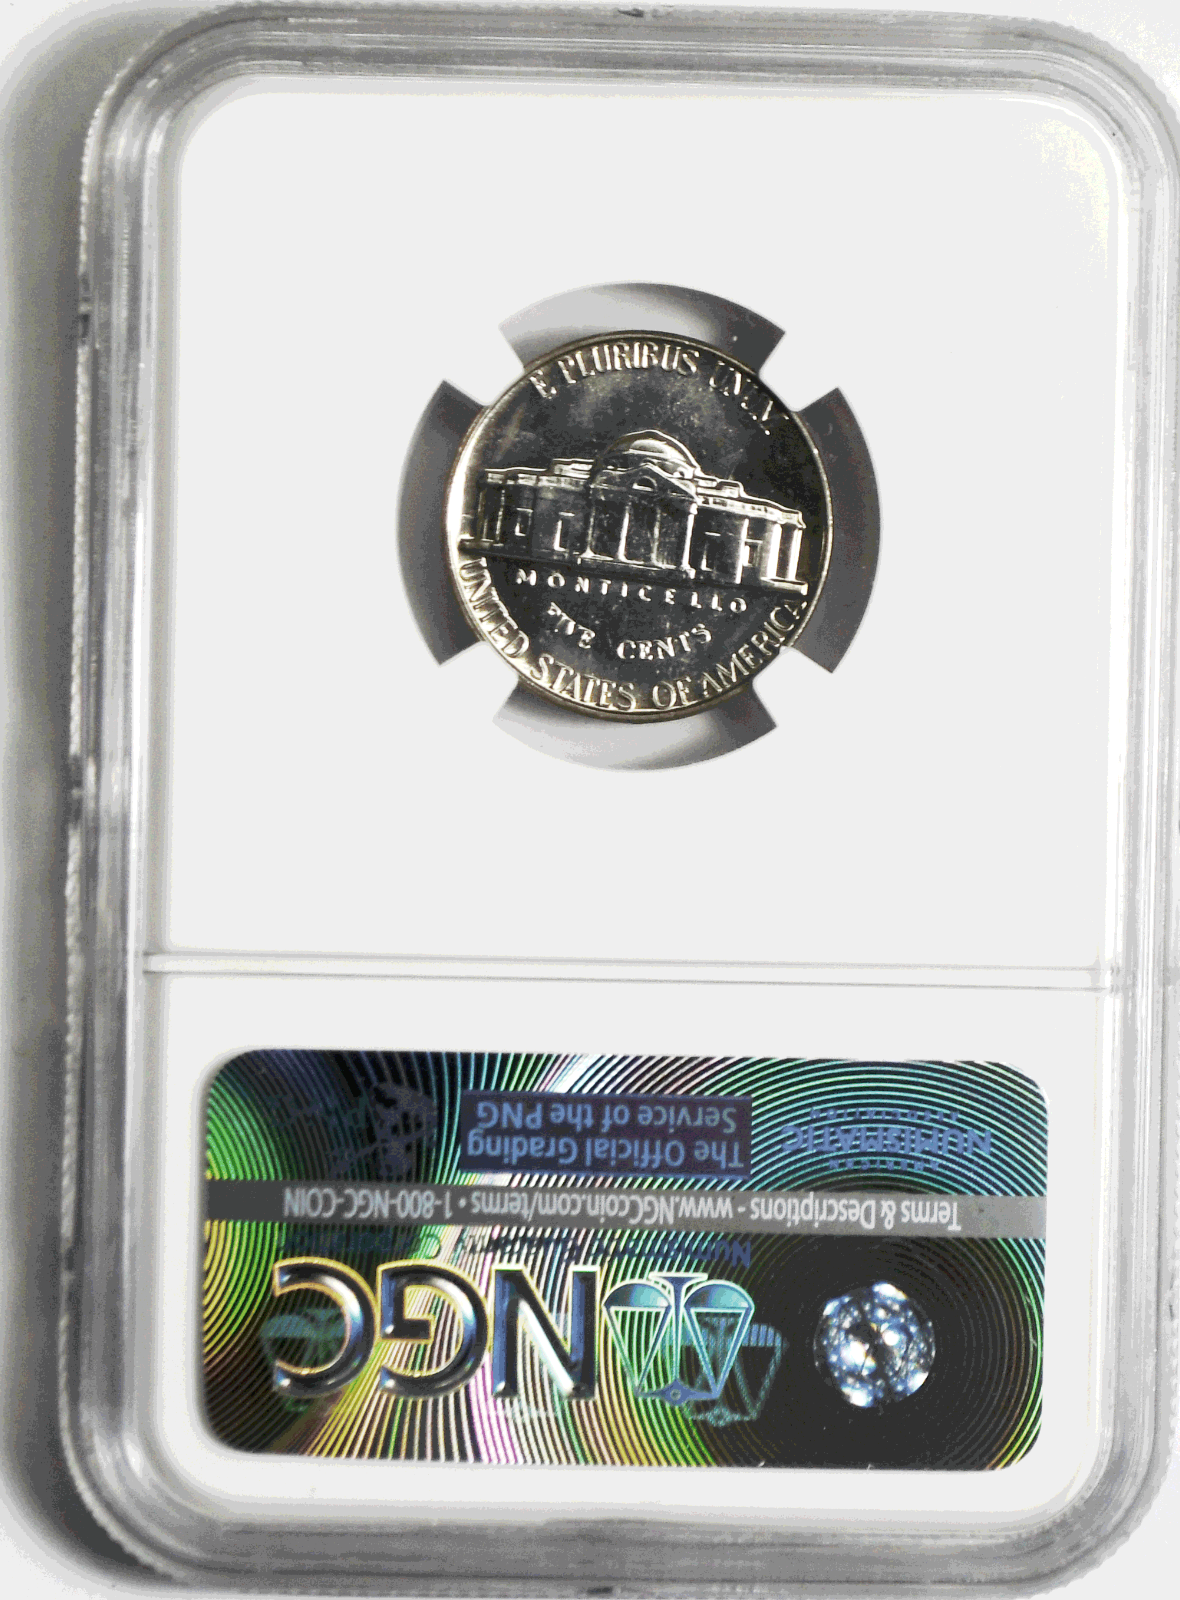 E PLURIBUS UNUM
MONTICELLO
FIVE CENTS
UNITED STATES OF AMERICA
NGC
Terms & Descriptions - www.NGCcoin.com/terms • 1-800-NGC-COIN
NUMISMATIC
The Official Grading
Service of the PNG